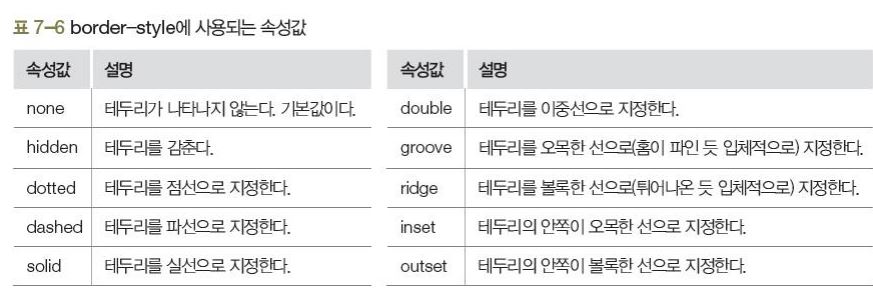 표 7-6 border-style에 사용되는 속성값
속성값 설명
none 테두리가 나타나지 않는다. 기본값이다.
hidden 테두리를 감춘다.
dotted 테두리를 점선으로 지정한다.
dashed 테두리를 파선으로 지정한다.
solid 테두리를 실선으로 지정한다.
속성값 설명
double 테두리를 이중선으로 지정한다.
groove 테두리를 오목한 선으로(홈이 파인 듯 입체적으로) 지정한다.
ridge 테두리를 볼록한 선으로(튀어나온 듯 입체적으로) 지정한다.
inset 테두리의 안쪽이 오목한 선으로 지정한다.
outset 테두리의 안쪽이 볼록한 선으로 지정한다.